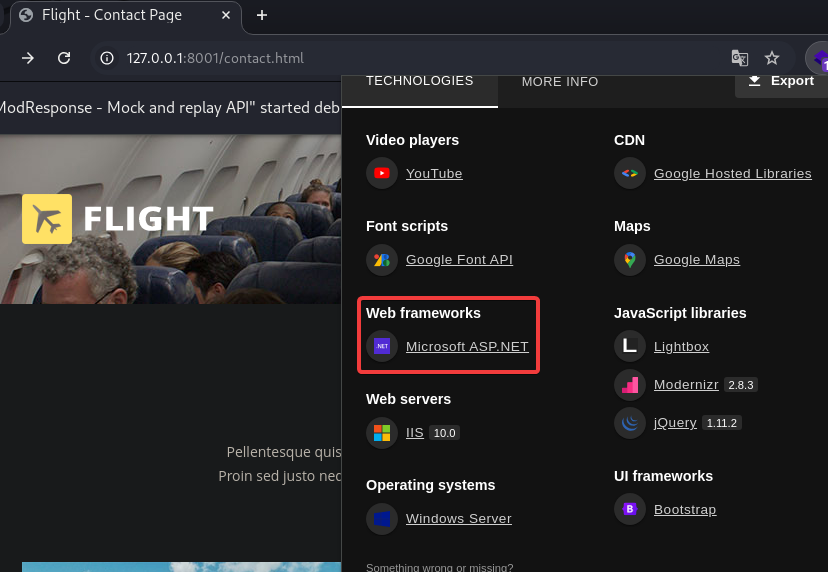 Flight - Contact Page
127.0.0.1:8001/contact.html
ModResponse - Mock and replay API" started deb
TECHNOLOGIES
MORE INFO
Export
FLIGHT
Pellentesque quis
Proin sed justo nec
Video players
YouTube
Font scripts
Google Font API
Web frameworks
.NET
Microsoft ASP.NET
Web servers
IIS 10.0
Operating systems
Windows Server
CDN
Google Hosted Libraries
Maps
Google Maps
JavaScript libraries
Lightbox
Modernizr 2.8.3
jQuery 1.11.2
UI frameworks
B
Bootstrap
Something wrong or missing?